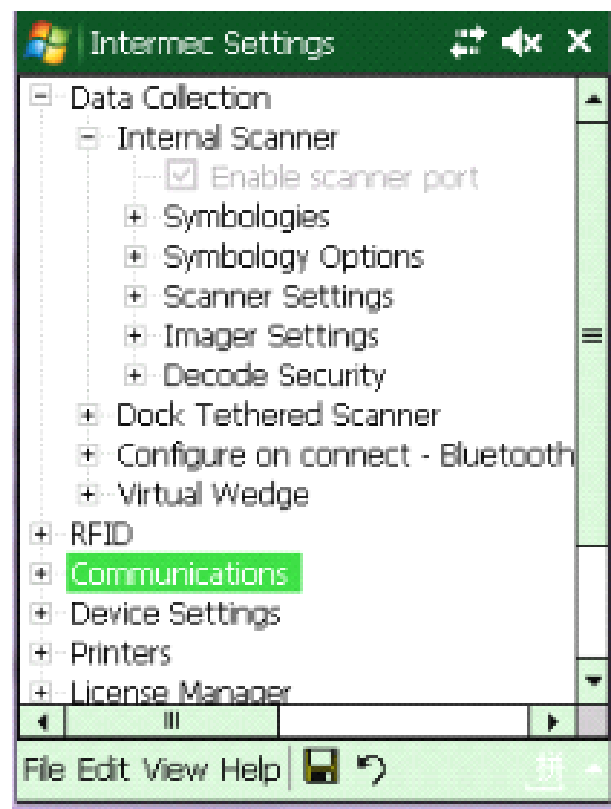 Intermec Settings
Data Collection
Internal Scanner
Enable scanner port
Symbologies
Symbology Options
Scanner Settings
Imager Settings
Decode Security
Dock Tethered Scanner
Configure on connect - Bluetooth
Virtual Wedge
RFID
Communications
Device Settings
Printers
License Manager
File Edit View Help 拼